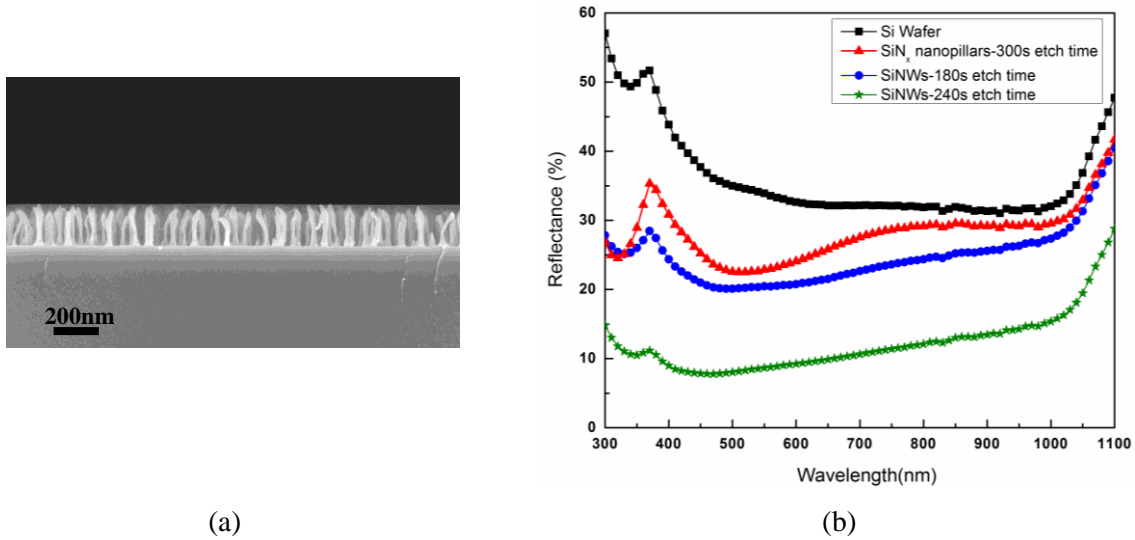 200nm
(a)
60
50
40
30
20
10
0
Reflectance (%)
Si Wafer
SiNx nanopillars-300s etch time
SiNWs-180s etch time
SiNWs-240s etch time
300 400 500 600 700 800 900 1000 1100
Wavelength(nm)
(b)